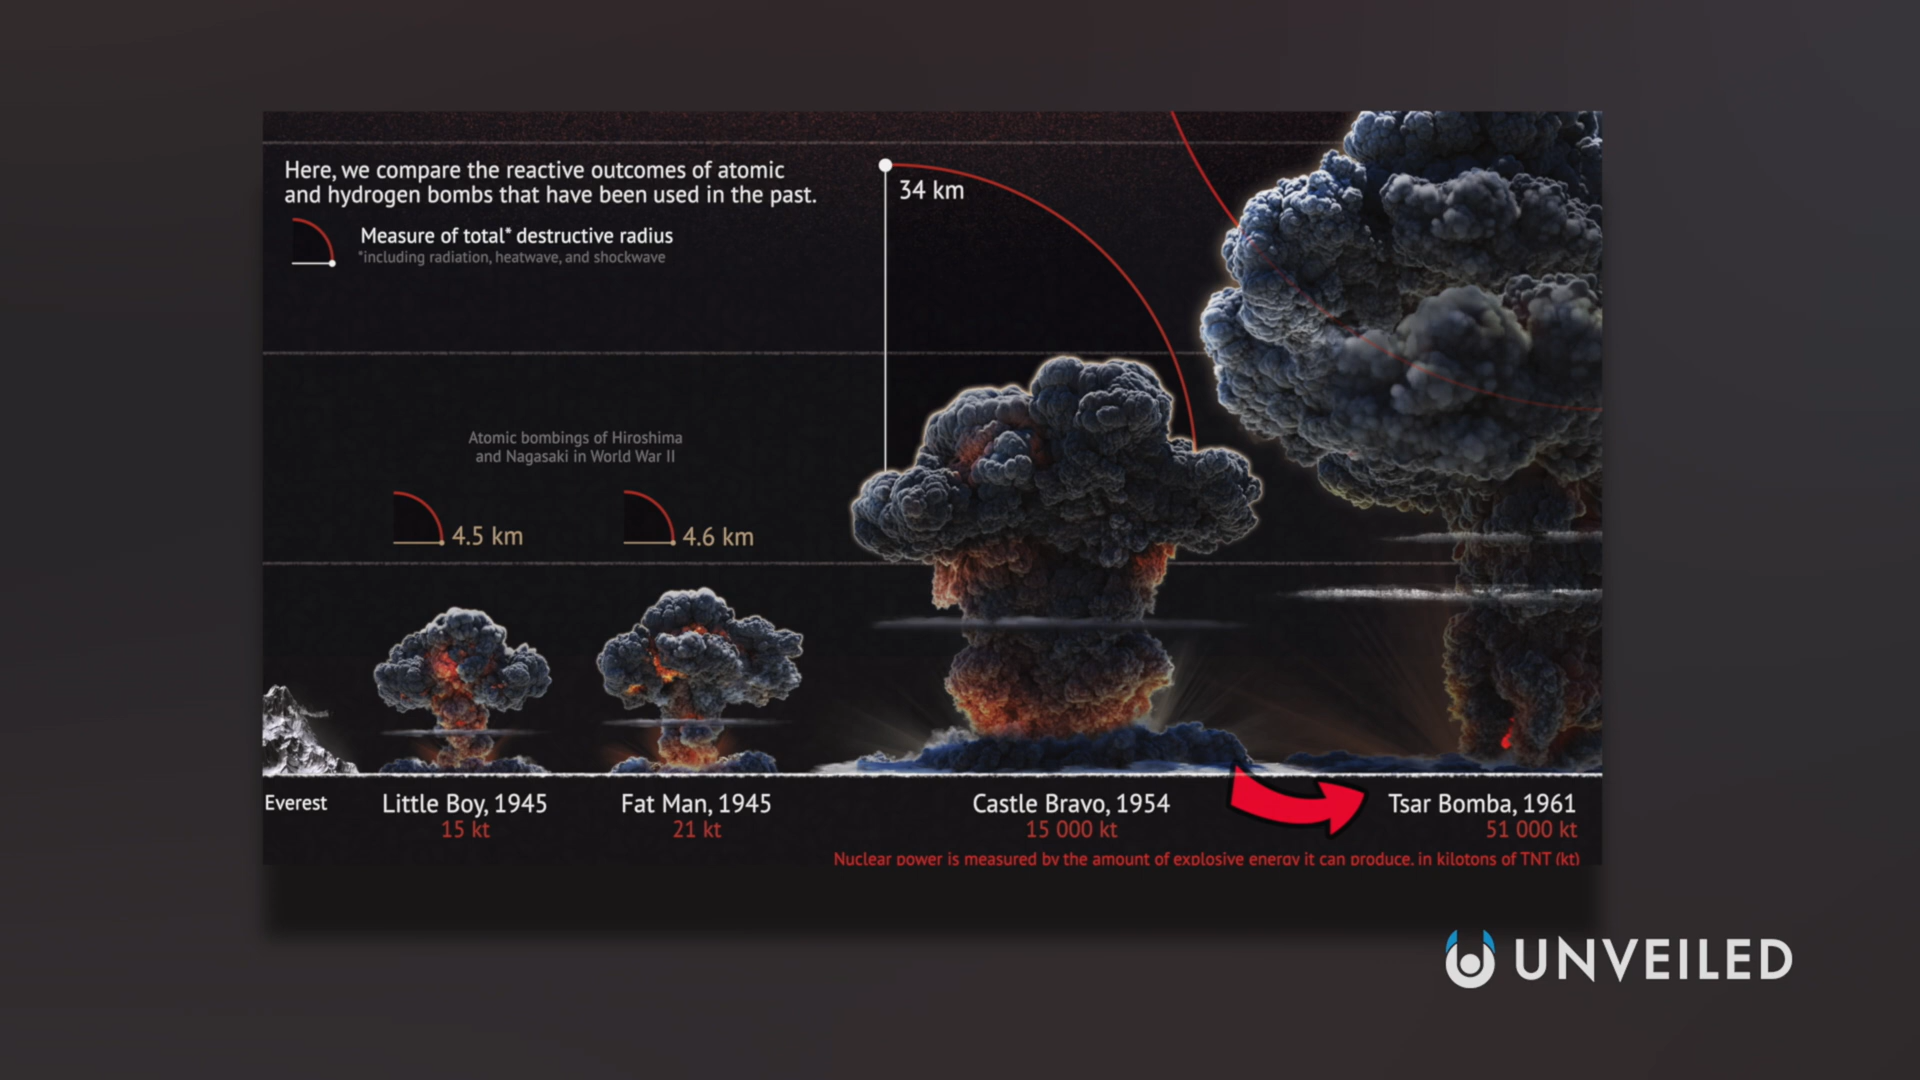 Here, we compare the reactive outcomes of atomic
and hydrogen bombs that have been used in the past.
Measure of total* destructive radius
*including radiation, heatwave, and shockwave
34 km
Atomic bombings of Hiroshima
and Nagasaki in World War II
4.5 km
4.6 km
Everest
Little Boy, 1945
15 kt
Fat Man, 1945
21 kt
Castle Bravo, 1954
15 000 kt
Tsar Bomba, 1961
51 000 kt
Nuclear power is measured by the amount of explosive energy it can produce, in kilotons of TNT (kt)
UNVEILED